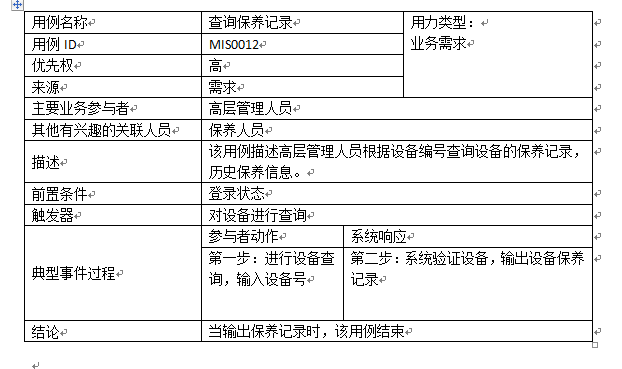 用例名称 查询保养记录 用力类型：
用例 ID MIS0012 业务需求
优先权 高
来源 需求
主要业务参与者 高层管理人员
其他有兴趣的关联人员 保养人员
描述 该用例描述高层管理人员根据设备编号查询设备的保养记录，
历史保养信息。
前置条件 登录状态
触发器 对设备进行查询
典型事件过程 参与者动作 系统响应
第一步：进行设备查 第二步：系统验证设备，输出设备保养
询，输入设备号 记录
结论 当输出保养记录时，该用例结束